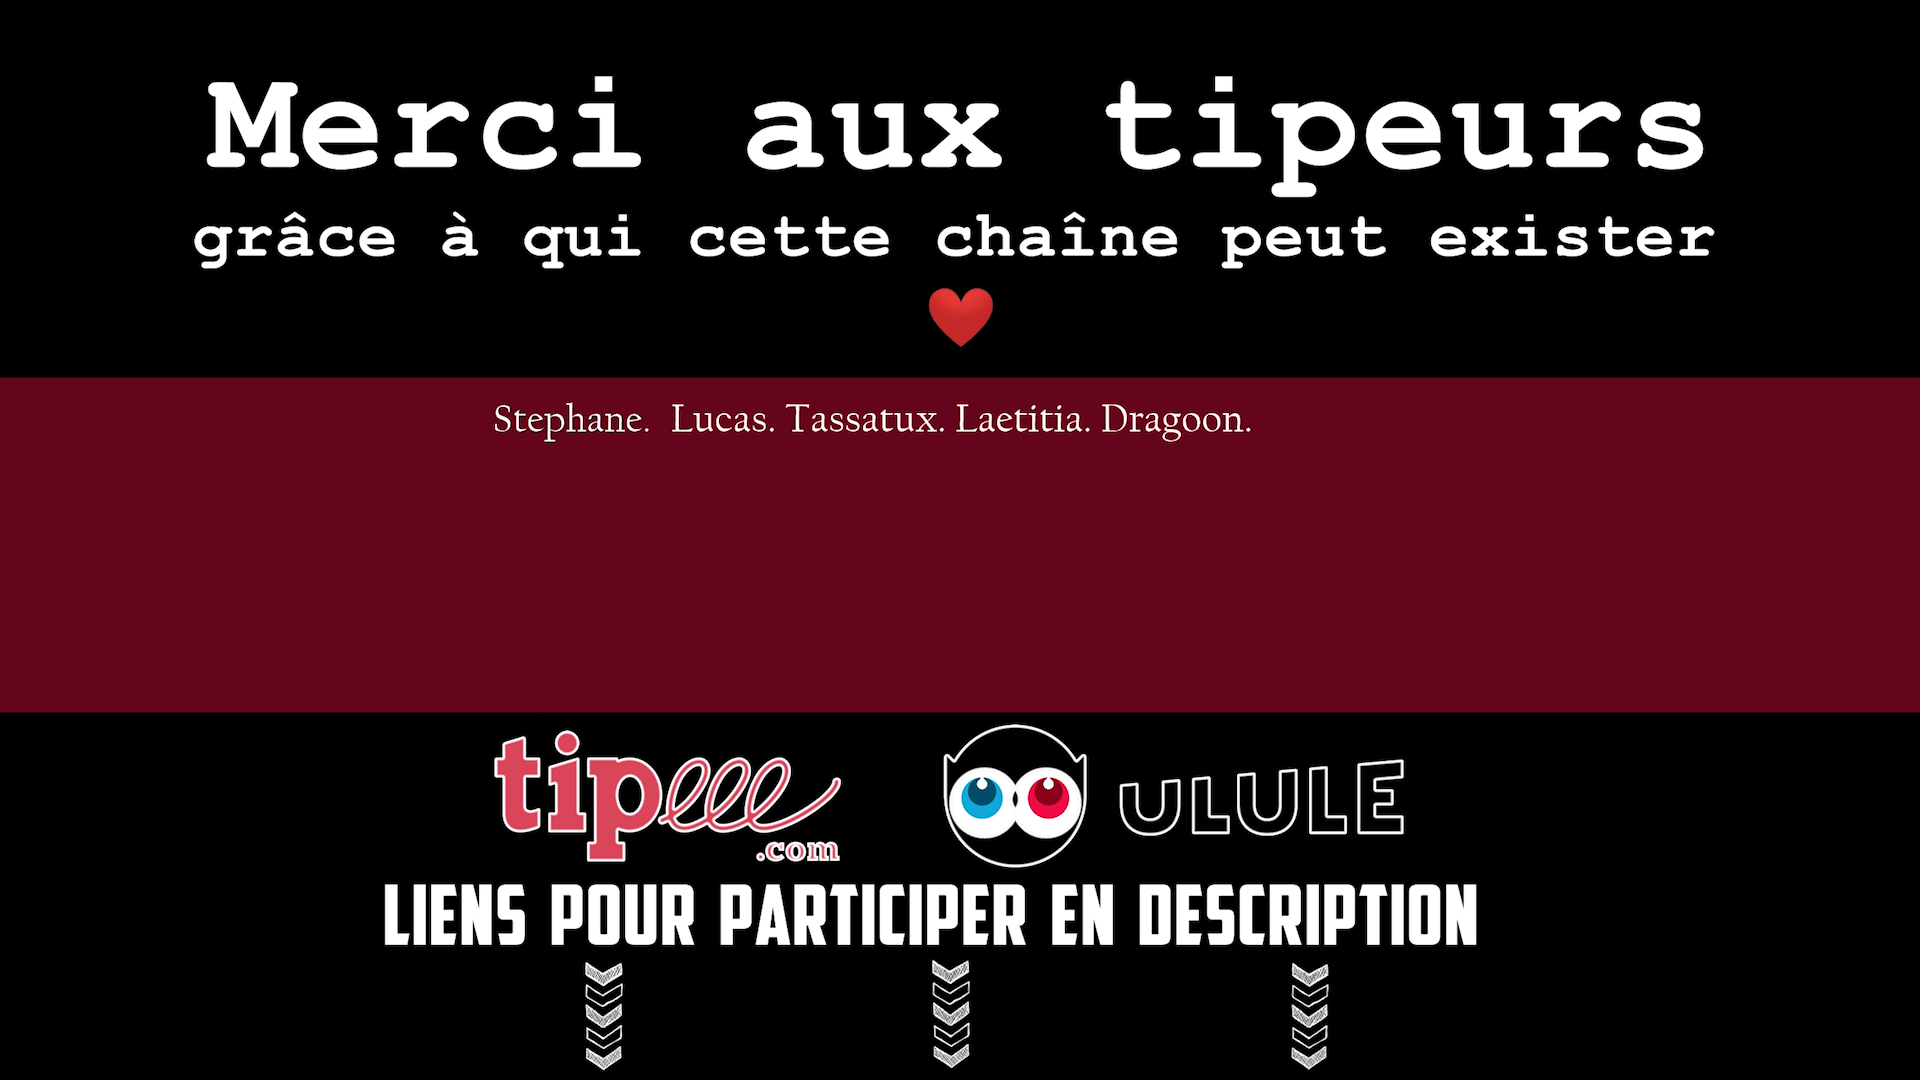 Merci aux tipeurs
grâce à qui cette chaîne peut exister
Stephane. Lucas. Tassatux. Laetitia. Dragoon.
tipeee
.com
ULULE
LIENS POUR PARTICIPER EN DESCRIPTION